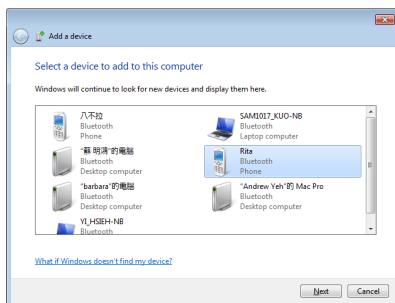 Add a device
Select a device to add to this computer
Windows will continue to look for new devices and display them here.
八不拉
Bluetooth
Phone
SAM1017_KUO-NB
Bluetooth
Laptop computer
"蘇 明鴻"的電腦
Bluetooth
Desktop computer
Rita
Bluetooth
Phone
"barbara"的電腦
Bluetooth
Desktop computer
"Andrew Yeh"的 Mac Pro
Bluetooth
Desktop computer
YI_HSIEH-NB
Bluetooth
What if Windows doesn't find my device?
Next
Cancel